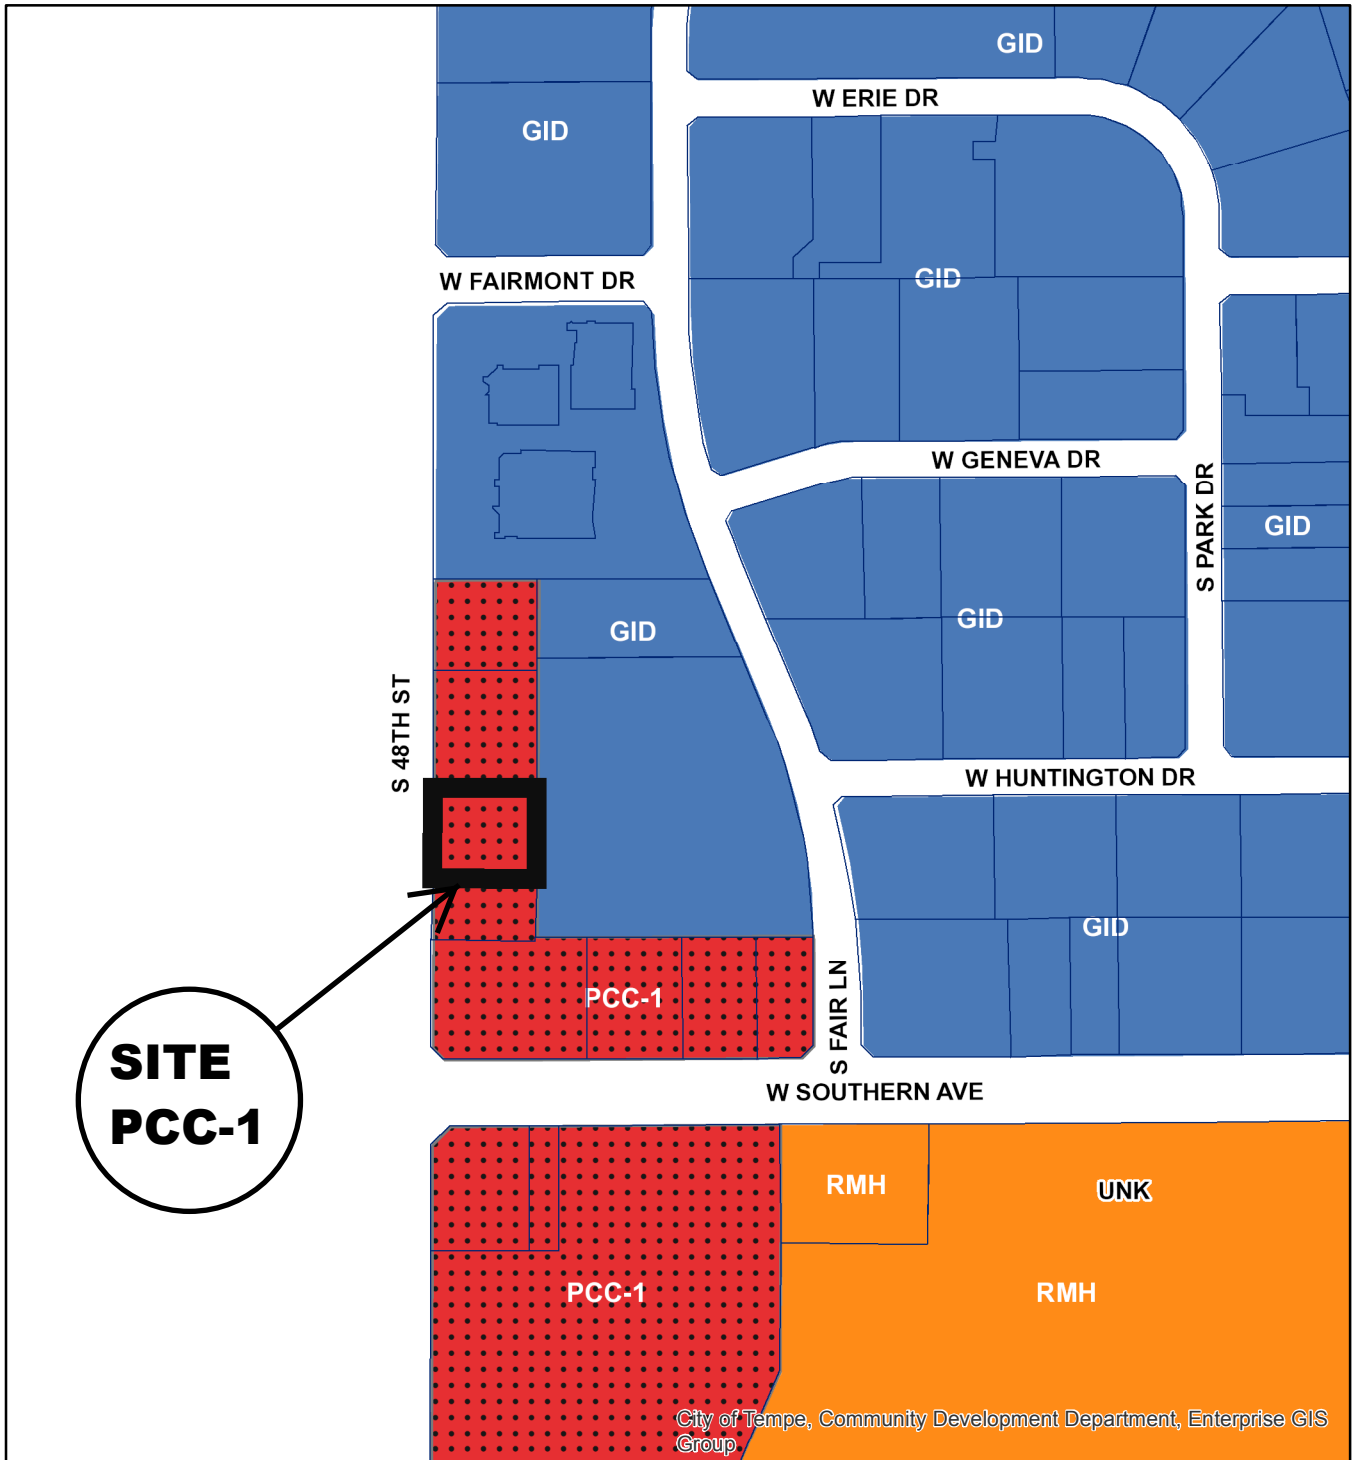 GID
W ERIE DR
GID
GID
W FAIRMONT DR
W GENEVA DR
S PARK DR
GID
GID
GID
S 48TH ST
W HUNTINGTON DR
GID
PCC-1
S FAIR LN
SITE
PCC-1
W SOUTHERN AVE
RMH
UNK
PCC-1
RMH
City of Tempe, Community Development Department, Enterprise GIS
Group